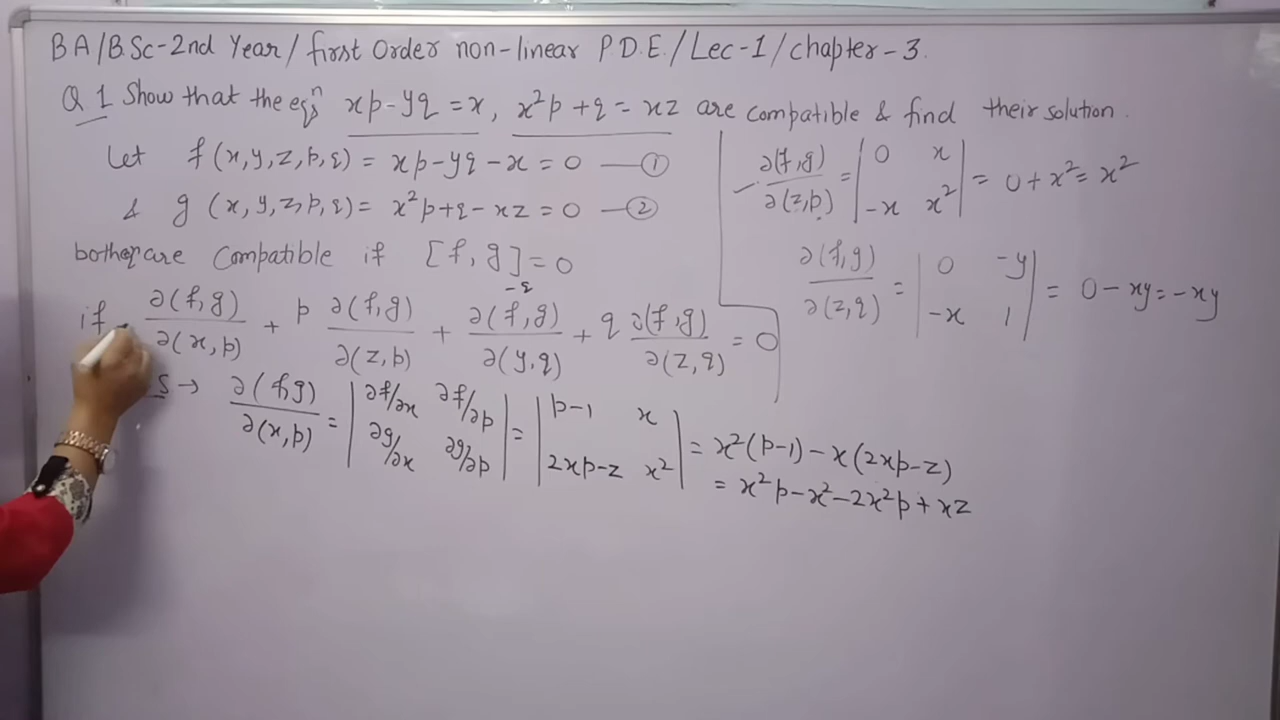 BA/B.Sc-2nd Year/first Order non-linear P.D.E./Lec-1/chapter-3.
Q 1 Show that the eqⁿs xp-yq=x, x²p+q=xz are compatible & find their solution.
Let f(x,y,z,p,q) = xp-yq-x=0 —①
& g (x,y,z,p,q)= x²p+q-xz=0 —②
both are compatible if [f,g]=0
-q
if ∂(f,g)/∂(x,p) + p ∂(f,g)/∂(z,p) + ∂(f,g)/∂(y,q) + q ∂(f,g)/∂(z,q) = 0
S → ∂(f,g)/∂(x,p) = |∂f/∂x ∂f/∂p; ∂g/∂x ∂g/∂p| = |p-1 x; 2xp-z x²| = x²(p-1)-x(2xp-z)
= x²p-x²-2x²p+xz
∂(f,g)/∂(z,p) = |0 x; -x x²| = 0+x²=x²
∂(f,g)/∂(z,q) = |0 -y; -x 1| = 0-xy=-xy